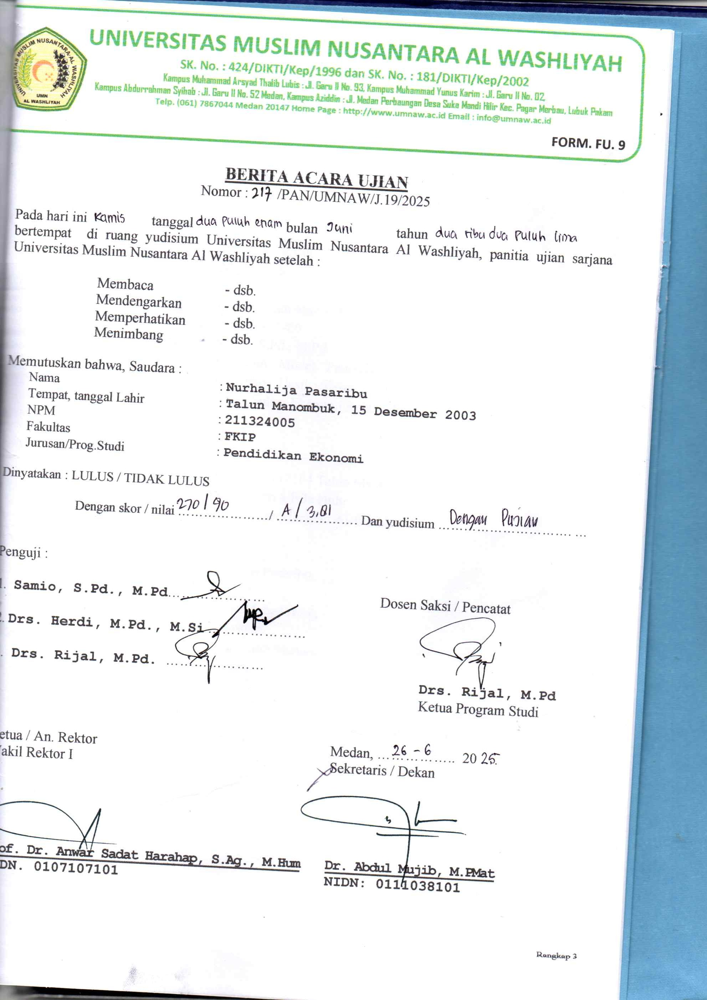 UNIVERSITAS MUSLIM NUSANTARA AL WASHLIYAH
UMN
AL WASHLIYAH
UNIVERSITAS MUSLIM NUSANTARA AL WASHLIYAH
SK. No. : 424/DIKTI/Kep/1996 dan SK. No. : 181/DIKTI/Kep/2002
Kampus Muhammad Arsyad Thalib Lubis : Jl. Garu II No. 93, Kampus Muhammad Yunus Karim : Jl. Garu II No. 02,
Kampus Abdurrahman Syihab : Jl. Garu II No. 52 Medan, Kampus Aziddin : Jl. Medan Perbaungan Desa Suka Mandi Hilir Kec. Pagar Merbau, Lubuk Pakam
Telp. (061) 7867044 Medan 20147 Home Page : http://www.umnaw.ac.id Email : info@umnaw.ac.id
FORM. FU. 9
BERITA ACARA UJIAN
Nomor : 217 /PAN/UMNAW/J.19/2025
Pada hari ini Kamis tanggal dua puluh enam bulan Juni tahun dua ribu dua puluh lima
bertempat di ruang yudisium Universitas Muslim Nusantara Al Washliyah, panitia ujian sarjana
Universitas Muslim Nusantara Al Washliyah setelah :
Membaca - dsb.
Mendengarkan - dsb.
Memperhatikan - dsb.
Menimbang - dsb.
Memutuskan bahwa, Saudara :
Nama : Nurhalija Pasaribu
Tempat, tanggal Lahir : Talun Manombuk, 15 Desember 2003
NPM : 211324005
Fakultas : FKIP
Jurusan/Prog.Studi : Pendidikan Ekonomi
Dinyatakan : LULUS / TIDAK LULUS
Dengan skor / nilai 270 / 90 / A / 3,81 Dan yudisium Dengan Pujian
Penguji :
1. Samio, S.Pd., M.Pd
2. Drs. Herdi, M.Pd., M.Si
. Drs. Rijal, M.Pd.
Dosen Saksi / Pencatat
Drs. Rijal, M.Pd
Ketua Program Studi
etua / An. Rektor
akil Rektor I
Medan, 26 - 6 2025.
Sekretaris / Dekan
of. Dr. Anwar Sadat Harahap, S.Ag., M.Hum
DN. 0107107101
Dr. Abdul Mujib, M.PMat
NIDN: 0111038101
Rangkap 3